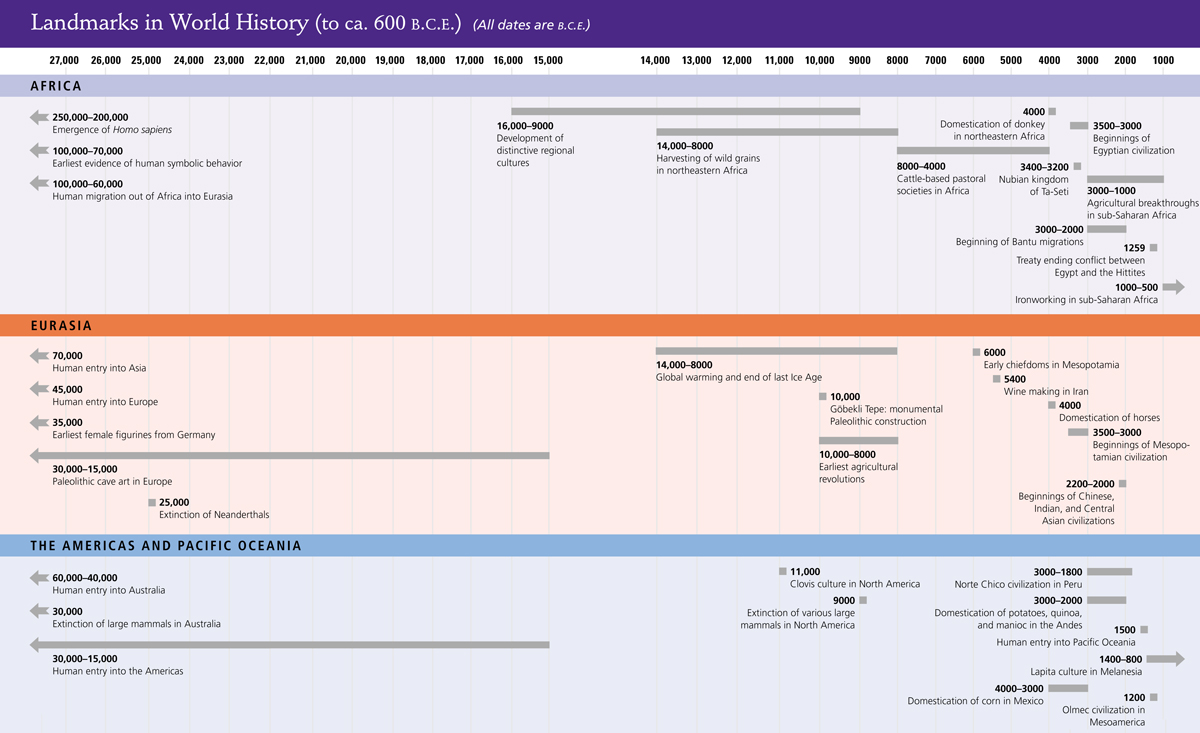 Landmarks in World History (to ca. 600 B.C.E.) (All dates are B.C.E.)
27,000 26,000 25,000 24,000 23,000 22,000 21,000 20,000 19,000 18,000 17,000 16,000 15,000 14,000 13,000 12,000 11,000 10,000 9000 8000 7000 6000 5000 4000 3000 2000 1000
AFRICA
250,000–200,000
Emergence of Homo sapiens
100,000–70,000
Earliest evidence of human symbolic behavior
100,000–60,000
Human migration out of Africa into Eurasia
16,000–9000
Development of
distinctive regional
cultures
14,000–8000
Harvesting of wild grains
in northeastern Africa
4000
Domestication of donkey
in northeastern Africa
3500–3000
Beginnings of
Egyptian civilization
8000–4000
Cattle-based pastoral
societies in Africa
3400–3200
Nubian kingdom
of Ta-Seti
3000–1000
Agricultural breakthroughs
in sub-Saharan Africa
3000–2000
Beginning of Bantu migrations
1259
Treaty ending conflict between
Egypt and the Hittites
1000–500
Ironworking in sub-Saharan Africa
EURASIA
70,000
Human entry into Asia
45,000
Human entry into Europe
35,000
Earliest female figurines from Germany
30,000–15,000
Paleolithic cave art in Europe
25,000
Extinction of Neanderthals
14,000–8000
Global warming and end of last Ice Age
10,000
Göbekli Tepe: monumental
Paleolithic construction
10,000–8000
Earliest agricultural
revolutions
6000
Early chiefdoms in Mesopotamia
5400
Wine making in Iran
4000
Domestication of horses
3500–3000
Beginnings of Mesopo-
tamian civilization
2200–2000
Beginnings of Chinese,
Indian, and Central
Asian civilizations
THE AMERICAS AND PACIFIC OCEANIA
60,000–40,000
Human entry into Australia
30,000
Extinction of large mammals in Australia
30,000–15,000
Human entry into the Americas
11,000
Clovis culture in North America
9000
Extinction of various large
mammals in North America
3000–1800
Norte Chico civilization in Peru
3000–2000
Domestication of potatoes, quinoa,
and manioc in the Andes
1500
Human entry into Pacific Oceania
1400–800
Lapita culture in Melanesia
4000–3000
Domestication of corn in Mexico
1200
Olmec civilization in
Mesoamerica